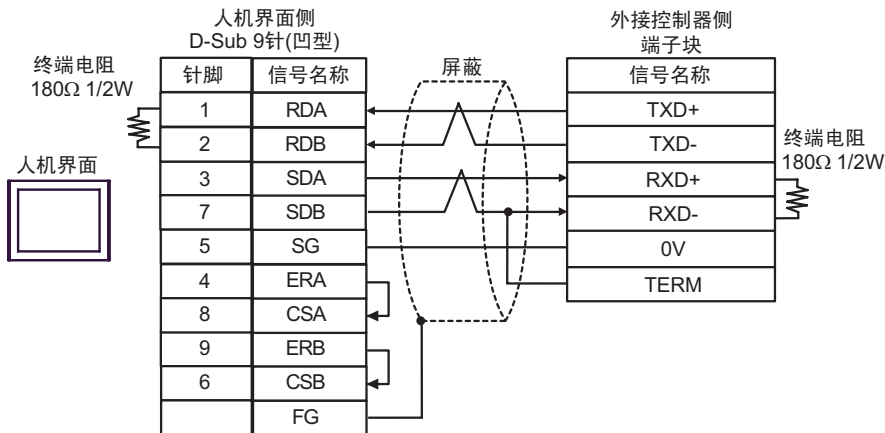 人机界面侧
D-Sub 9针(凹型)
外接控制器侧
端子块
终端电阻
180Ω 1/2W
针脚 信号名称
屏蔽
信号名称
1 RDA TXD+
2 RDB TXD-
终端电阻
180Ω 1/2W
人机界面
3 SDA RXD+
7 SDB RXD-
5 SG 0V
4 ERA TERM
8 CSA
9 ERB
6 CSB
FG